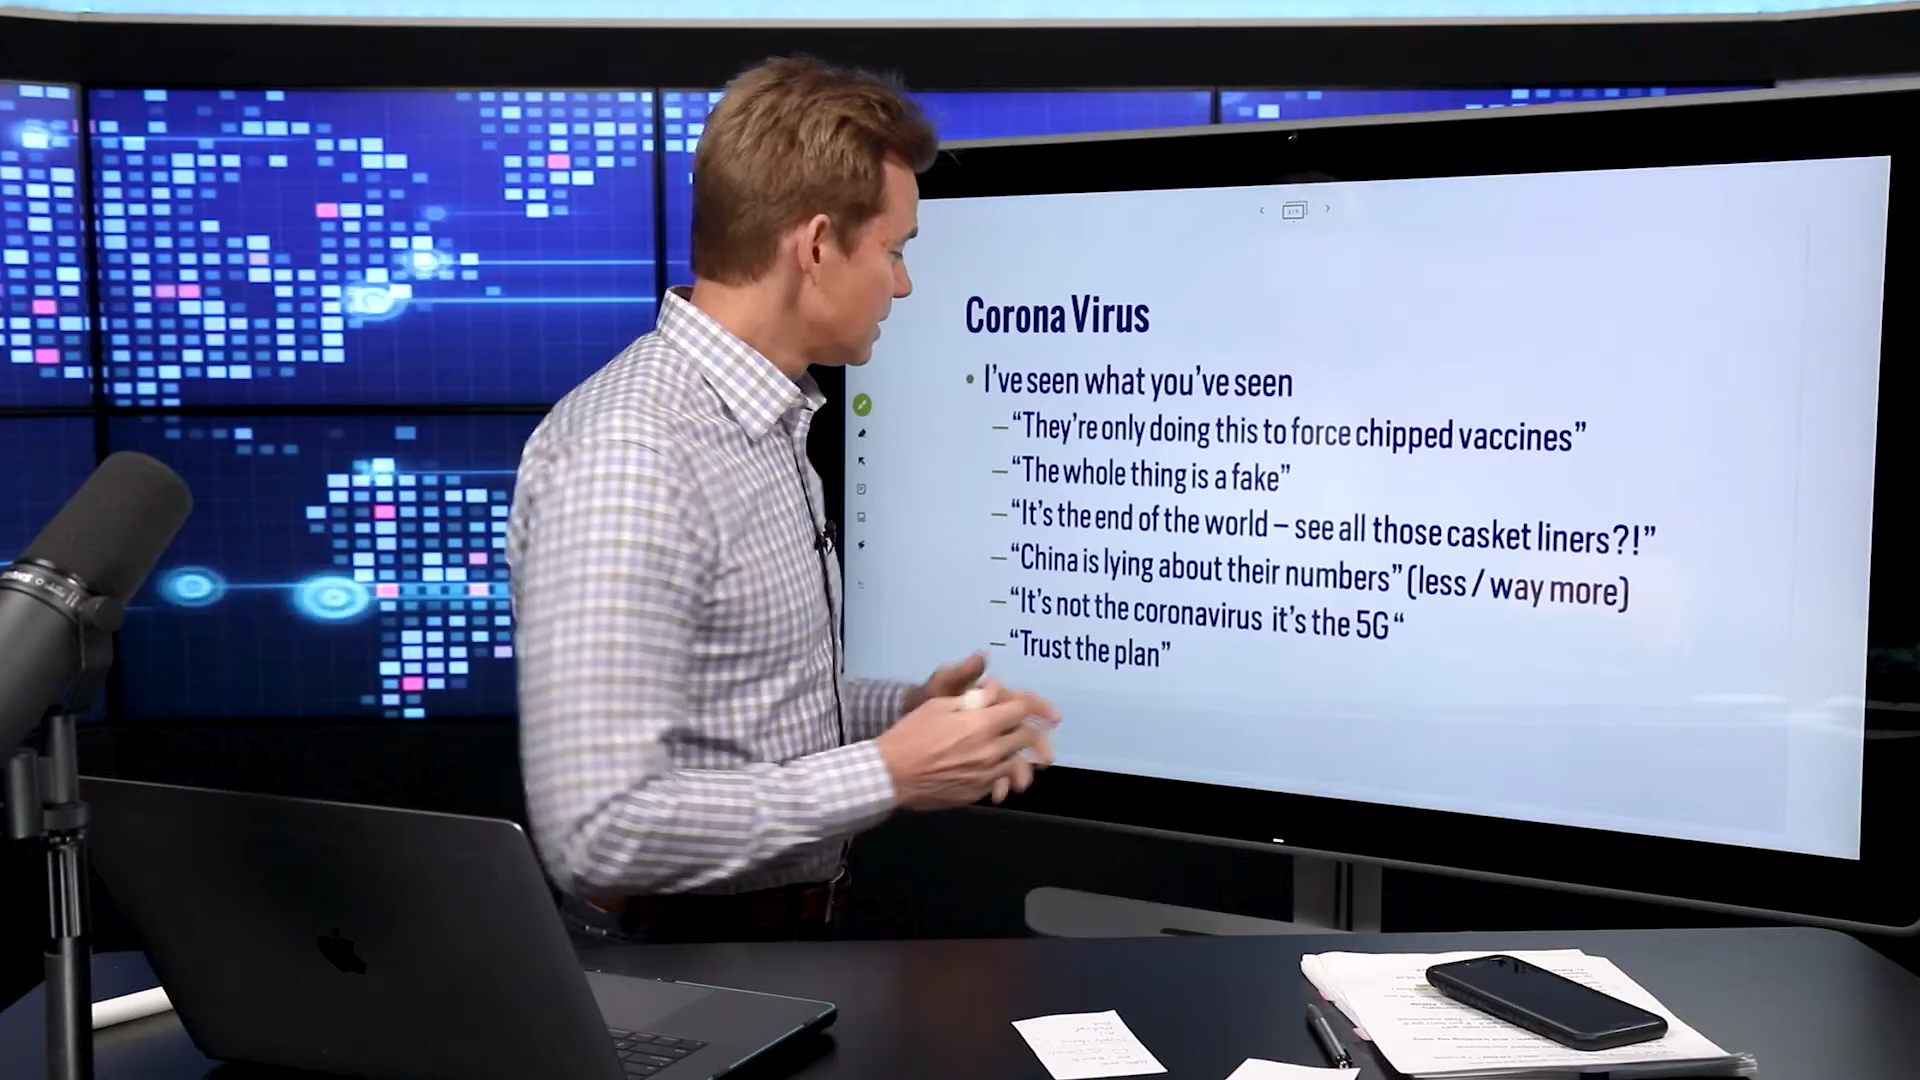 Corona Virus
• I've seen what you've seen
– “They're only doing this to force chipped vaccines”
– “The whole thing is a fake”
– “It's the end of the world – see all those casket liners?!”
– “China is lying about their numbers” (less / way more)
– “It's not the coronavirus it's the 5G “
– “Trust the plan”